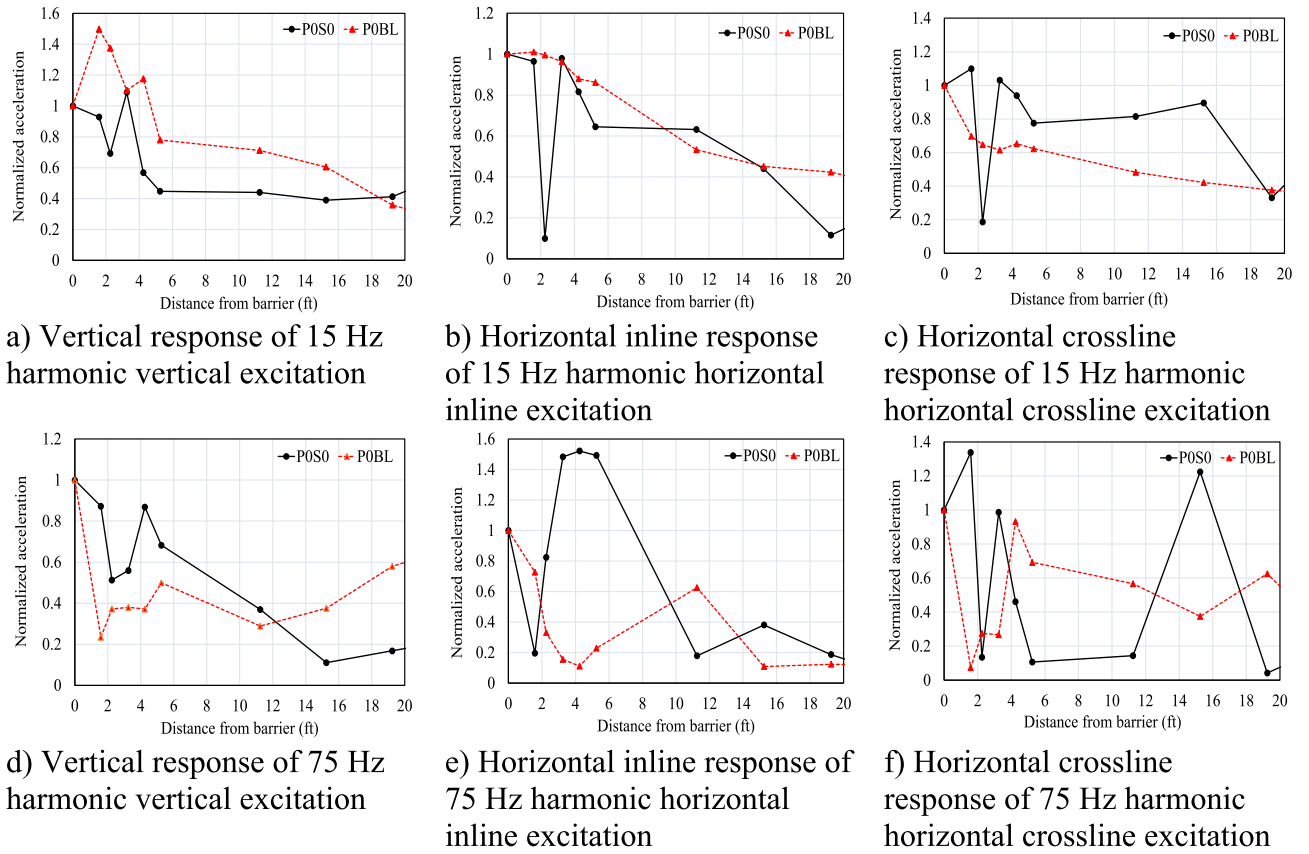 1.6
1.4
1.2
1
0.8
0.6
0.4
0.2
0
Normalized acceleration
P0S0 P0BL
0 2 4 6 8 10 12 14 16 18 20
Distance from barrier (ft)
a) Vertical response of 15 Hz
harmonic vertical excitation
1.2
1
0.8
0.6
0.4
0.2
0
Normalized acceleration
P0S0 P0BL
0 2 4 6 8 10 12 14 16 18 20
Distance from barrier (ft)
b) Horizontal inline response
of 15 Hz harmonic horizontal
inline excitation
1.4
1.2
1
0.8
0.6
0.4
0.2
0
Normalized acceleration
P0S0 P0BL
0 2 4 6 8 10 12 14 16 18 20
Distance from barrier (ft)
c) Horizontal crossline
response of 15 Hz harmonic
horizontal crossline excitation
1.2
1
0.8
0.6
0.4
0.2
0
Normalized acceleration
P0S0 P0BL
0 2 4 6 8 10 12 14 16 18 20
Distance from barrier (ft)
d) Vertical response of 75 Hz
harmonic vertical excitation
1.6
1.4
1.2
1
0.8
0.6
0.4
0.2
0
Normalized acceleration
P0S0 P0BL
0 2 4 6 8 10 12 14 16 18 20
Distance from barrier (ft)
e) Horizontal inline response of
75 Hz harmonic horizontal
inline excitation
1.4
1.2
1
0.8
0.6
0.4
0.2
0
Normalized acceleration
P0S0 P0BL
0 2 4 6 8 10 12 14 16 18 20
Distance from barrier (ft)
f) Horizontal crossline
response of 75 Hz harmonic
horizontal crossline excitation